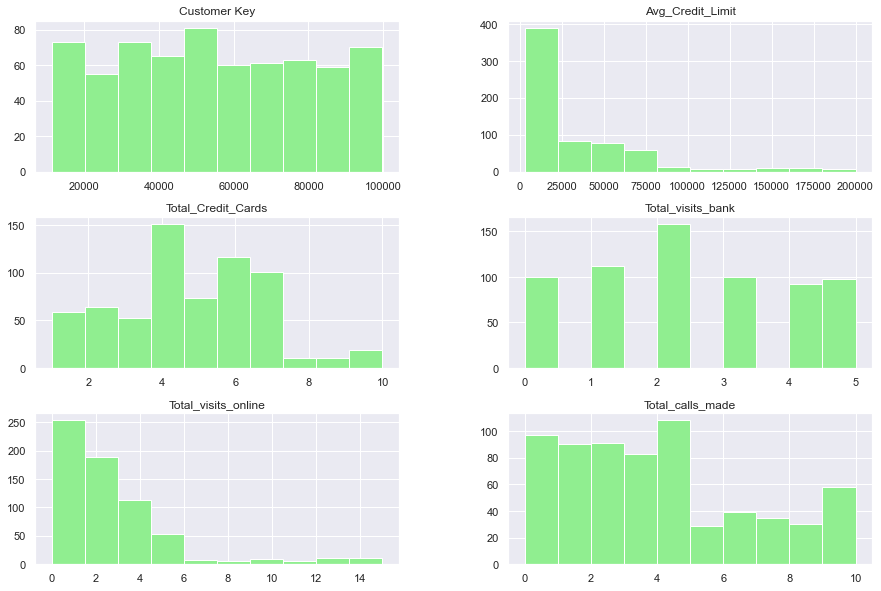 Customer Key
80
60
40
20
0
20000 40000 60000 80000 100000
Avg_Credit_Limit
400
300
200
100
0
0 25000 50000 75000 100000 125000 150000 175000 200000
Total_Credit_Cards
150
100
50
0
2 4 6 8 10
Total_visits_bank
150
100
50
0
0 1 2 3 4 5
Total_visits_online
250
200
150
100
50
0
0 2 4 6 8 10 12 14
Total_calls_made
100
80
60
40
20
0
0 2 4 6 8 10